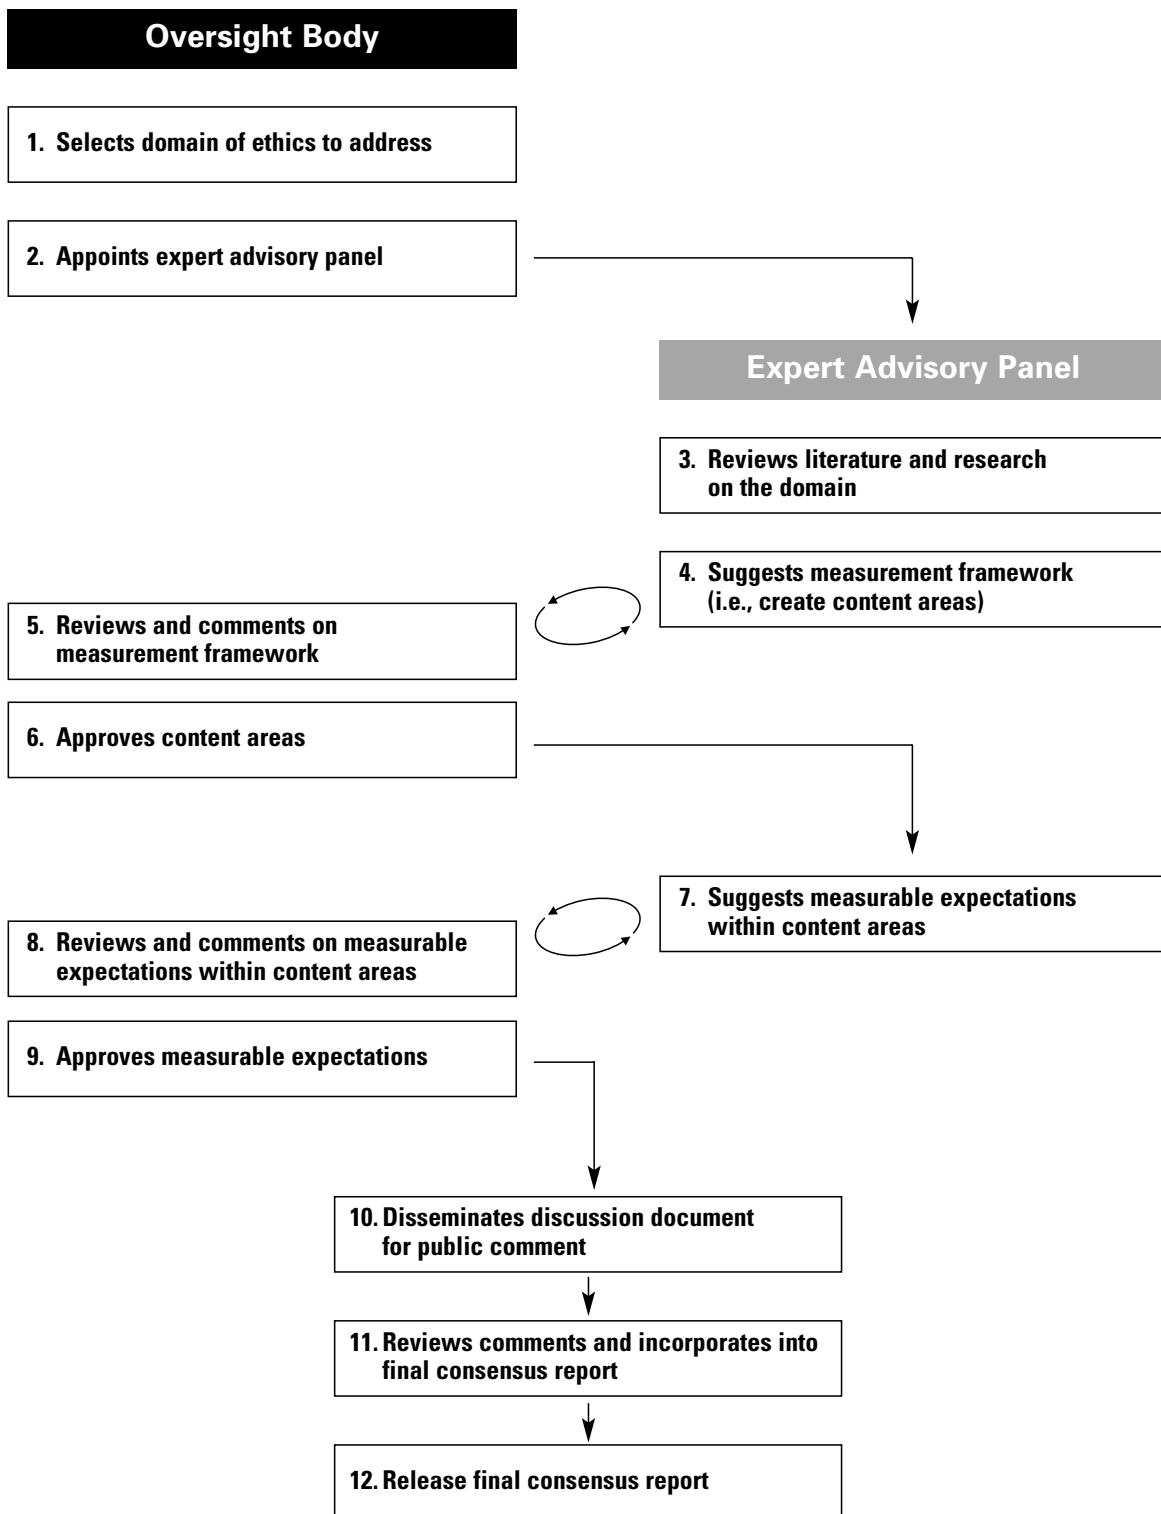 Oversight Body
1. Selects domain of ethics to address
2. Appoints expert advisory panel
Expert Advisory Panel
3. Reviews literature and research
on the domain
4. Suggests measurement framework
(i.e., create content areas)
5. Reviews and comments on
measurement framework
6. Approves content areas
7. Suggests measurable expectations
within content areas
8. Reviews and comments on measurable
expectations within content areas
9. Approves measurable expectations
10. Disseminates discussion document
for public comment
11. Reviews comments and incorporates into
final consensus report
12. Release final consensus report